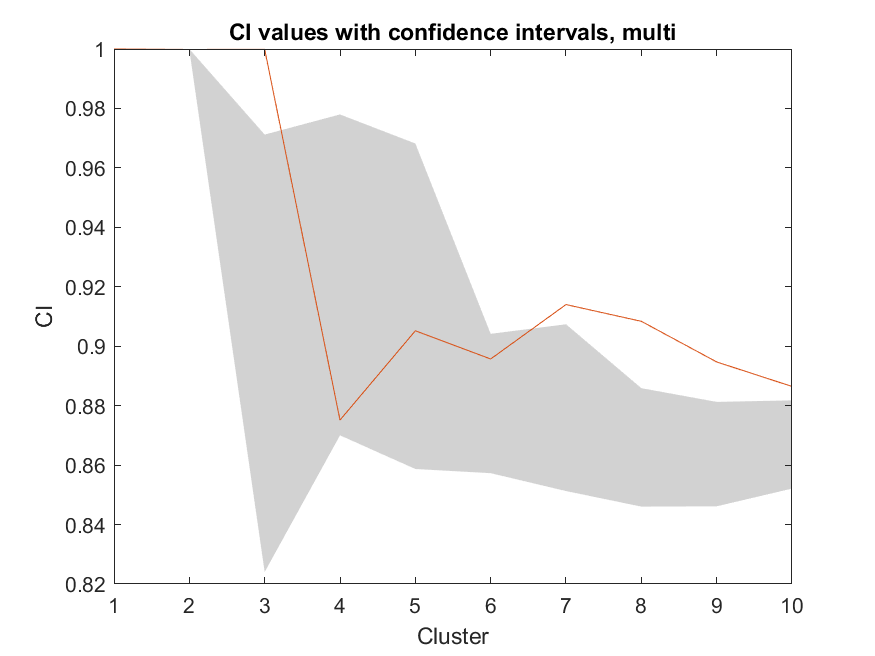 CI values with confidence intervals, multi
1
0.98
0.96
0.94
0.92
0.9
0.88
0.86
0.84
0.82
CI
1 2 3 4 5 6 7 8 9 10
Cluster